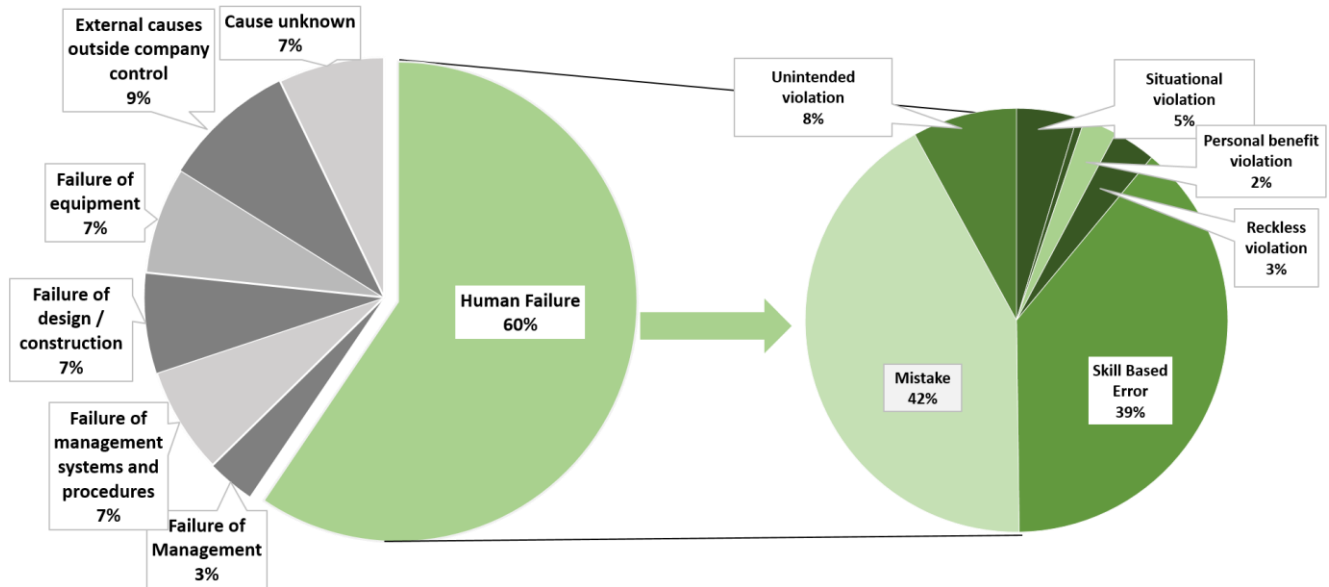 External causes
outside company
control
9%
Cause unknown
7%
Failure of
equipment
7%
Failure of
design /
construction
7%
Failure of
management
systems and
procedures
7%
Failure of
Management
3%
Human Failure
60%
Unintended
violation
8%
Situational
violation
5%
Personal benefit
violation
2%
Reckless
violation
3%
Mistake
42%
Skill Based
Error
39%